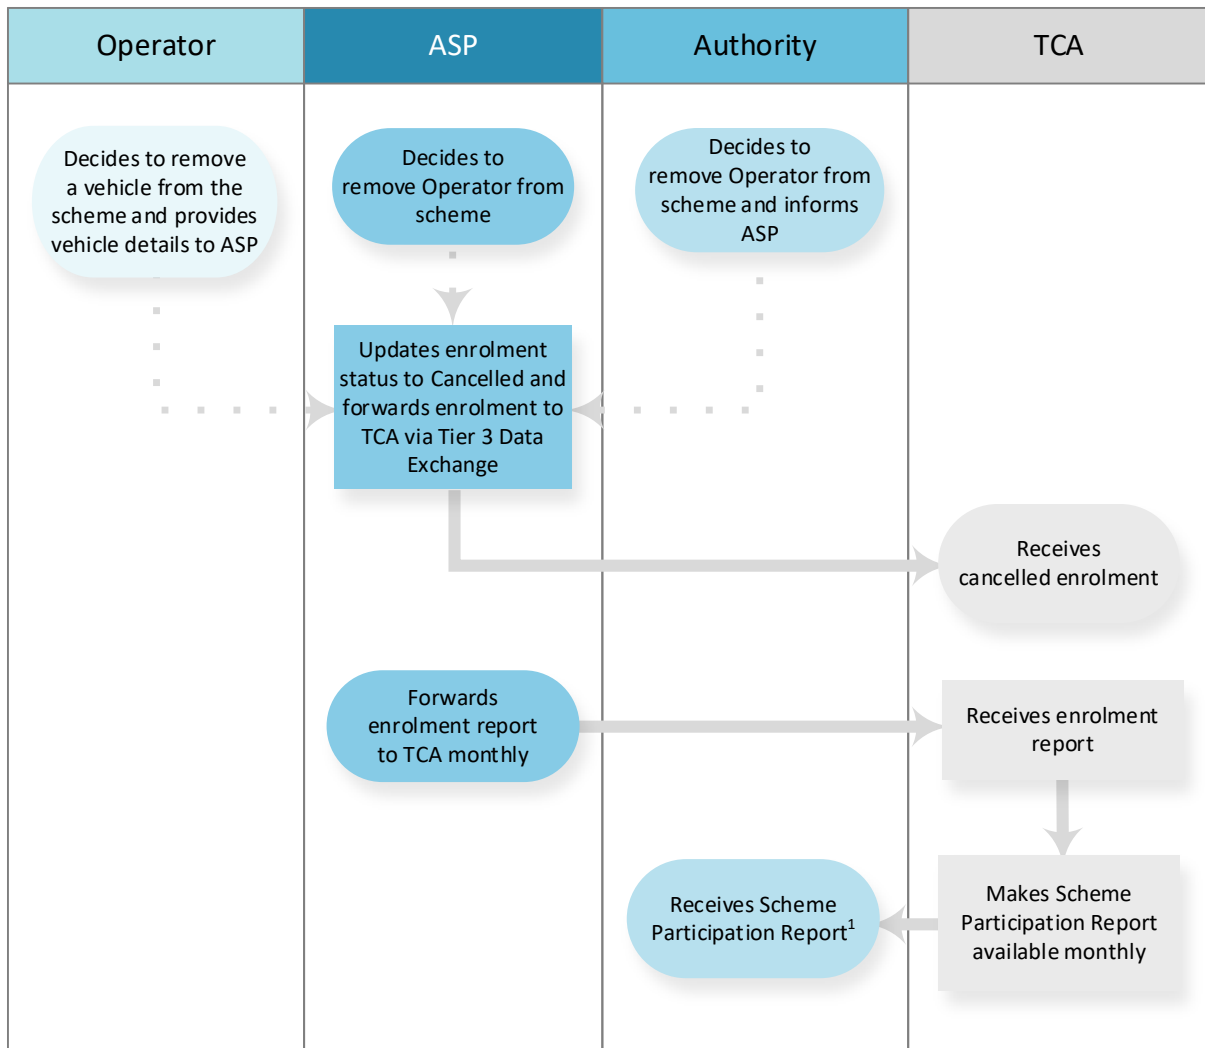 Operator
ASP
Authority
TCA
Decides to remove
a vehicle from the
scheme and provides
vehicle details to ASP
Decides to
remove Operator from
scheme
Decides to
remove Operator from
scheme and informs
ASP
Updates enrolment
status to Cancelled and
forwards enrolment to
TCA via Tier 3 Data
Exchange
Receives
cancelled enrolment
Forwards
enrolment report
to TCA monthly
Receives enrolment
report
Receives Scheme
Participation Report¹
Makes Scheme
Participation Report
available monthly